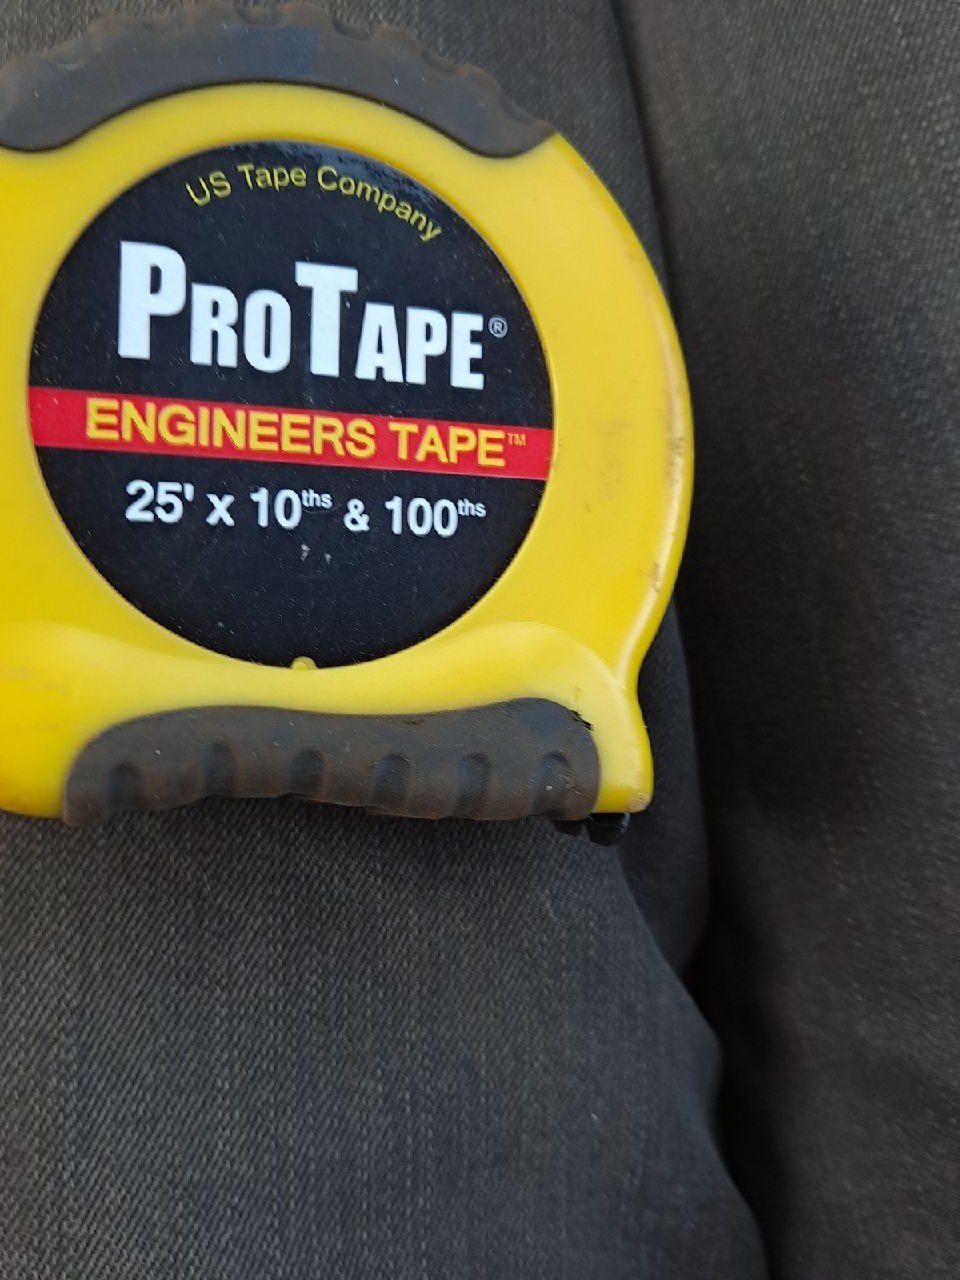 US Tape Company
PROTAPE®
ENGINEERS TAPE™
25' x 10ths & 100ths